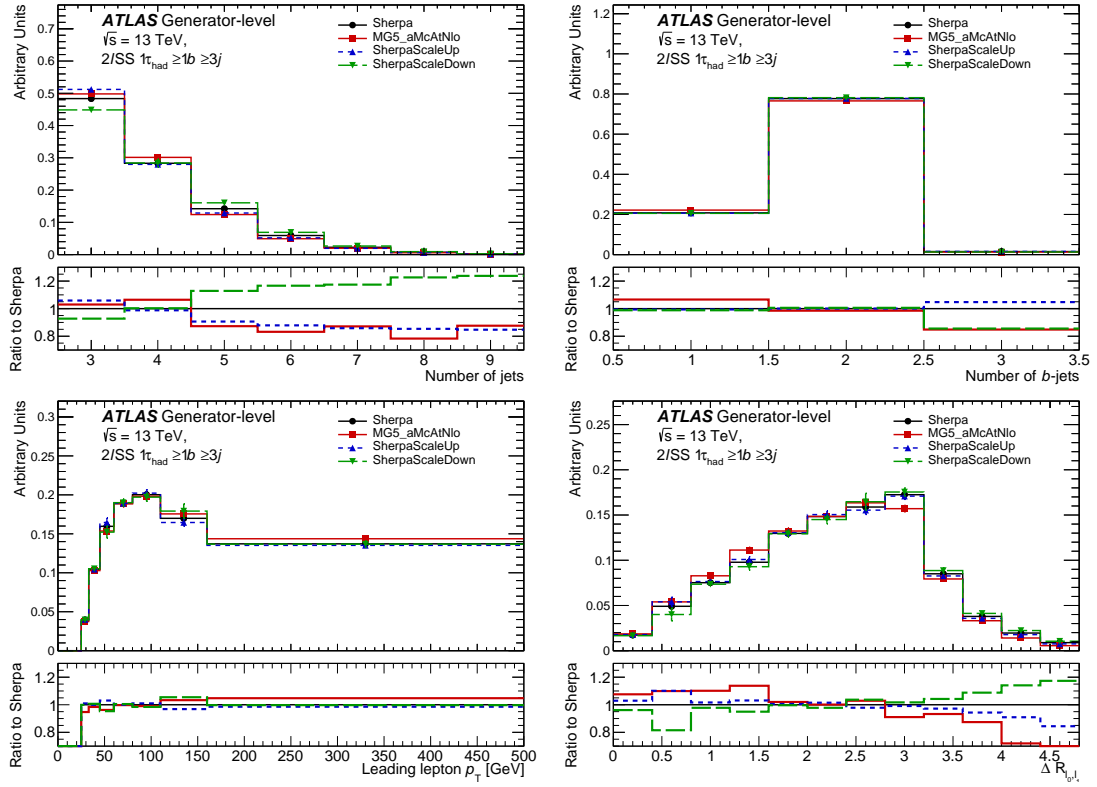 Arbitrary Units
ATLAS Generator-level
√s = 13 TeV,
2lSS 1τhad ≥1b ≥3j
Sherpa
MG5_aMcAtNlo
SherpaScaleUp
SherpaScaleDown
0.7
0.6
0.5
0.4
0.3
0.2
0.1
0
Ratio to Sherpa
1.2
1
0.8
3 4 5 6 7 8 9
Number of jets
Arbitrary Units
ATLAS Generator-level
√s = 13 TeV,
2lSS 1τhad ≥1b ≥3j
Sherpa
MG5_aMcAtNlo
SherpaScaleUp
SherpaScaleDown
1.2
1
0.8
0.6
0.4
0.2
0
Ratio to Sherpa
1.2
1
0.8
0.5 1 1.5 2 2.5 3 3.5
Number of b-jets
Arbitrary Units
ATLAS Generator-level
√s = 13 TeV,
2lSS 1τhad ≥1b ≥3j
Sherpa
MG5_aMcAtNlo
SherpaScaleUp
SherpaScaleDown
0.3
0.25
0.2
0.15
0.1
0.05
0
Ratio to Sherpa
1.2
1
0.8
0 50 100 150 200 250 300 350 400 450 500
Leading lepton pT [GeV]
Arbitrary Units
ATLAS Generator-level
√s = 13 TeV,
2lSS 1τhad ≥1b ≥3j
Sherpa
MG5_aMcAtNlo
SherpaScaleUp
SherpaScaleDown
0.25
0.2
0.15
0.1
0.05
0
Ratio to Sherpa
1.2
1
0.8
0 0.5 1 1.5 2 2.5 3 3.5 4 4.5
Δ R